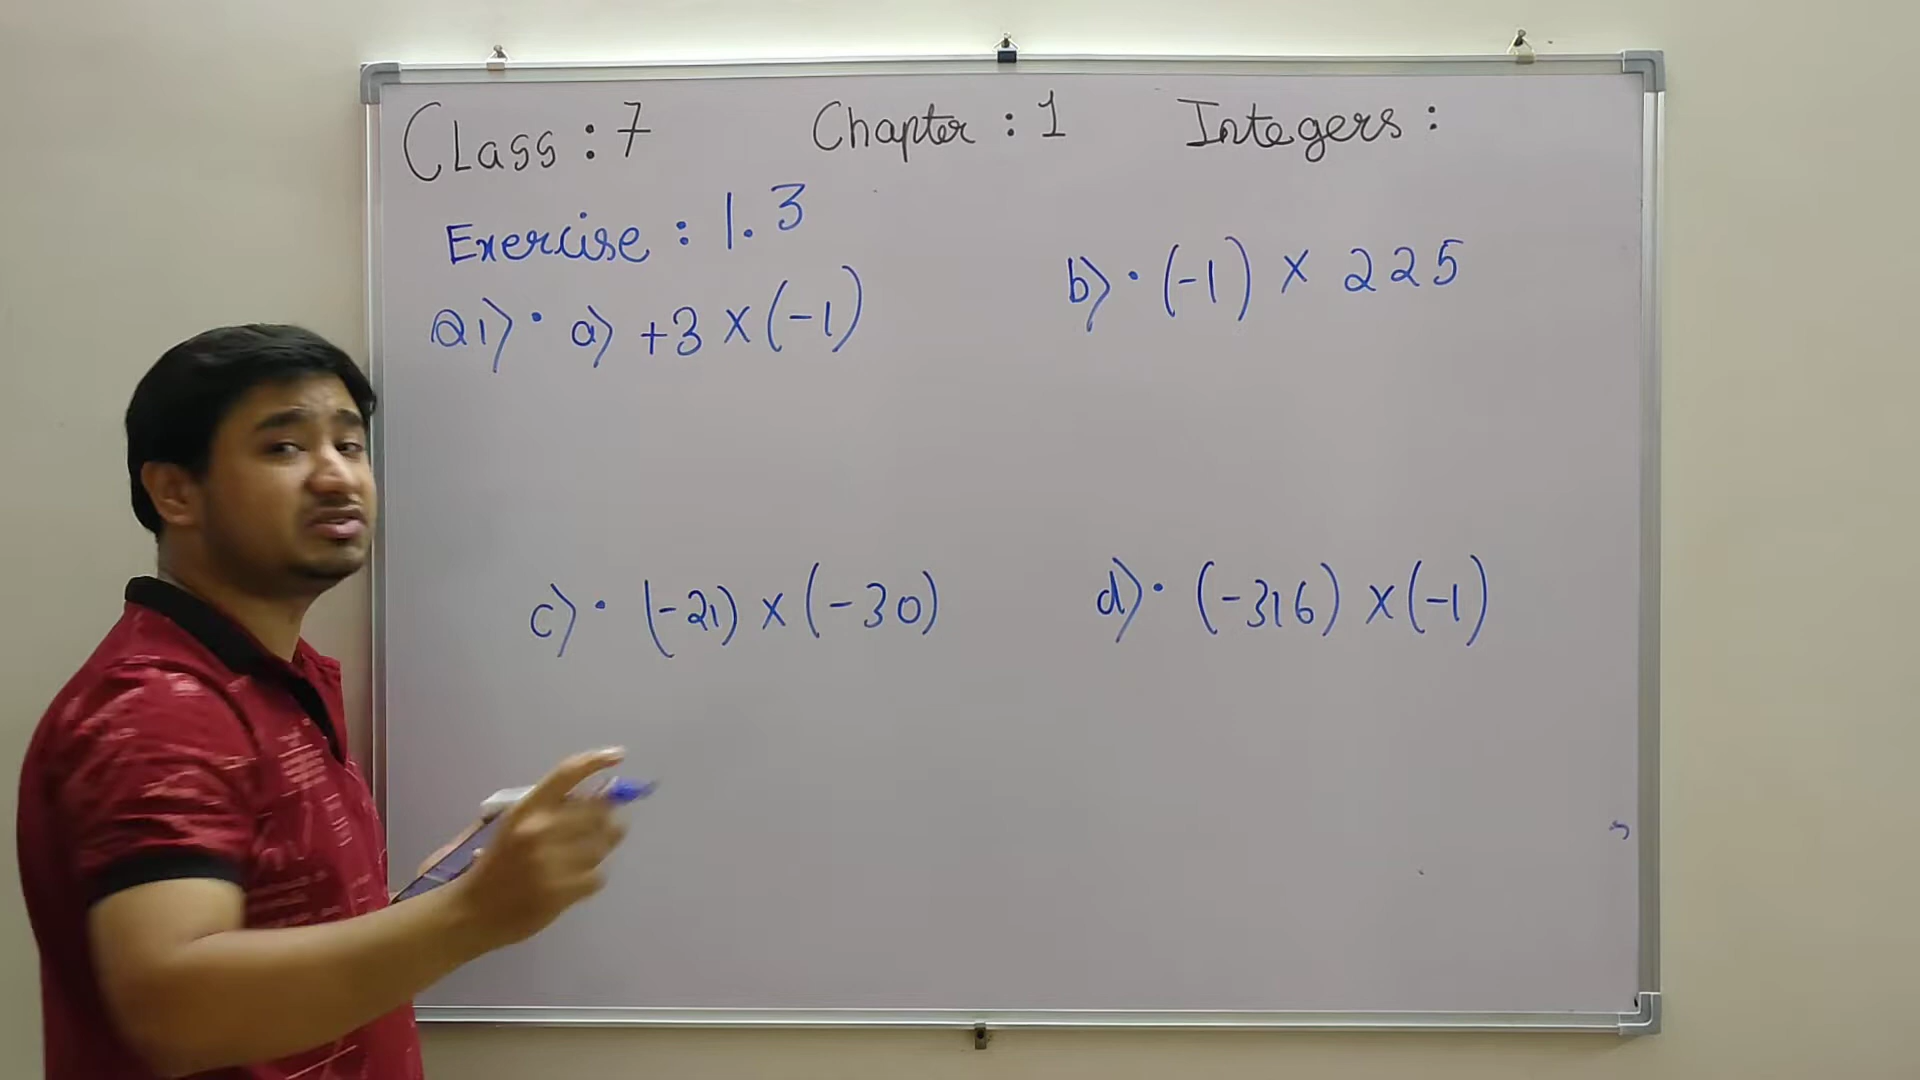 Class : 7 Chapter : 1 Integers :
Exercise : 1.3
Q1) · a) +3 × (-1)
b) · (-1) × 225
c) · (-21) × (-30)
d) · (-316) × (-1)